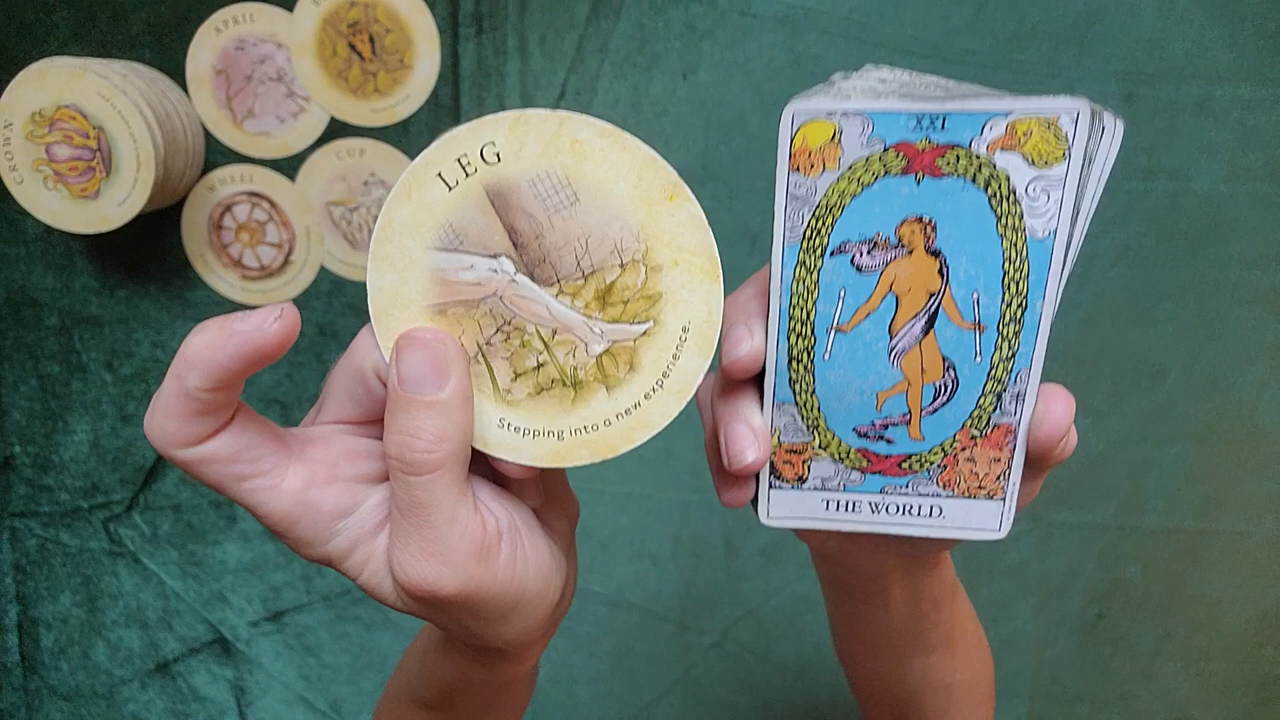 APRIL
CROWN
WHEEL
CUP
LEG
Stepping into a new experience.
XXI
THE WORLD.